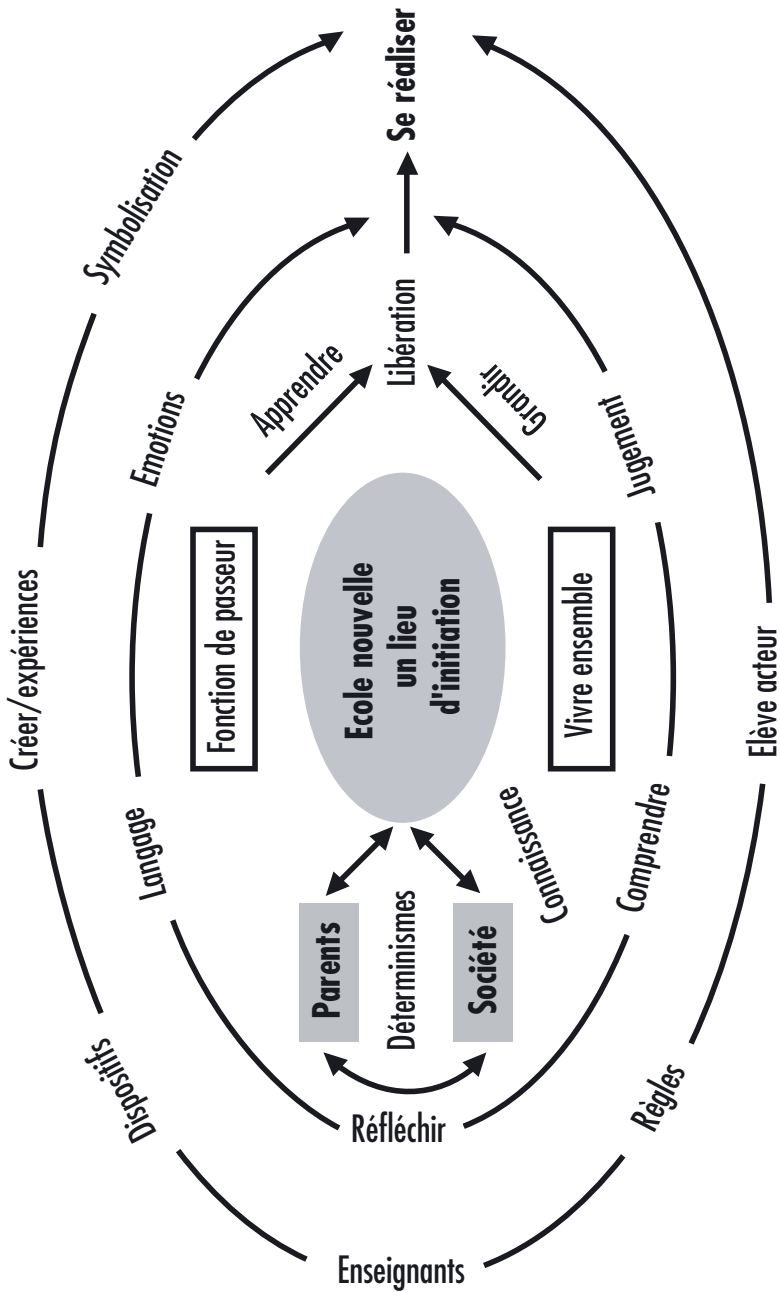 Créer/expériences
Dispositifs
Symbolisation
Langage
Emotions
Fonction de passeur
Apprendre
Parents
Ecole nouvelle
un lieu
d'initiation
Enseignants
Réfléchir
Déterminismes
Libération
Se réaliser
Société
Connaissance
Vivre ensemble
Grandir
Comprendre
Jugement
Règles
Elève acteur